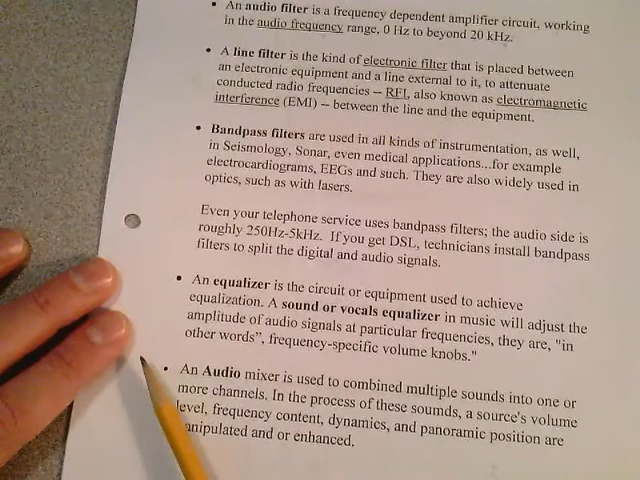 • An audio filter is a frequency dependent amplifier circuit, working
in the audio frequency range, 0 Hz to beyond 20 kHz.
• A line filter is the kind of electronic filter that is placed between
an electronic equipment and a line external to it, to attenuate
conducted radio frequencies -- RFI, also known as electromagnetic
interference (EMI) -- between the line and the equipment.
• Bandpass filters are used in all kinds of instrumentation, as well,
in Seismology, Sonar, even medical applications...for example
electrocardiograms, EEGs and such. They are also widely used in
optics, such as with lasers.
Even your telephone service uses bandpass filters; the audio side is
roughly 250Hz-5kHz. If you get DSL, technicians install bandpass
filters to split the digital and audio signals.
• An equalizer is the circuit or equipment used to achieve
equalization. A sound or vocals equalizer in music will adjust the
amplitude of audio signals at particular frequencies, they are, "in
other words”, frequency-specific volume knobs."
• An Audio mixer is used to combined multiple sounds into one or
more channels. In the process of these sounds, a source's volume
level, frequency content, dynamics, and panoramic position are
anipulated and or enhanced.